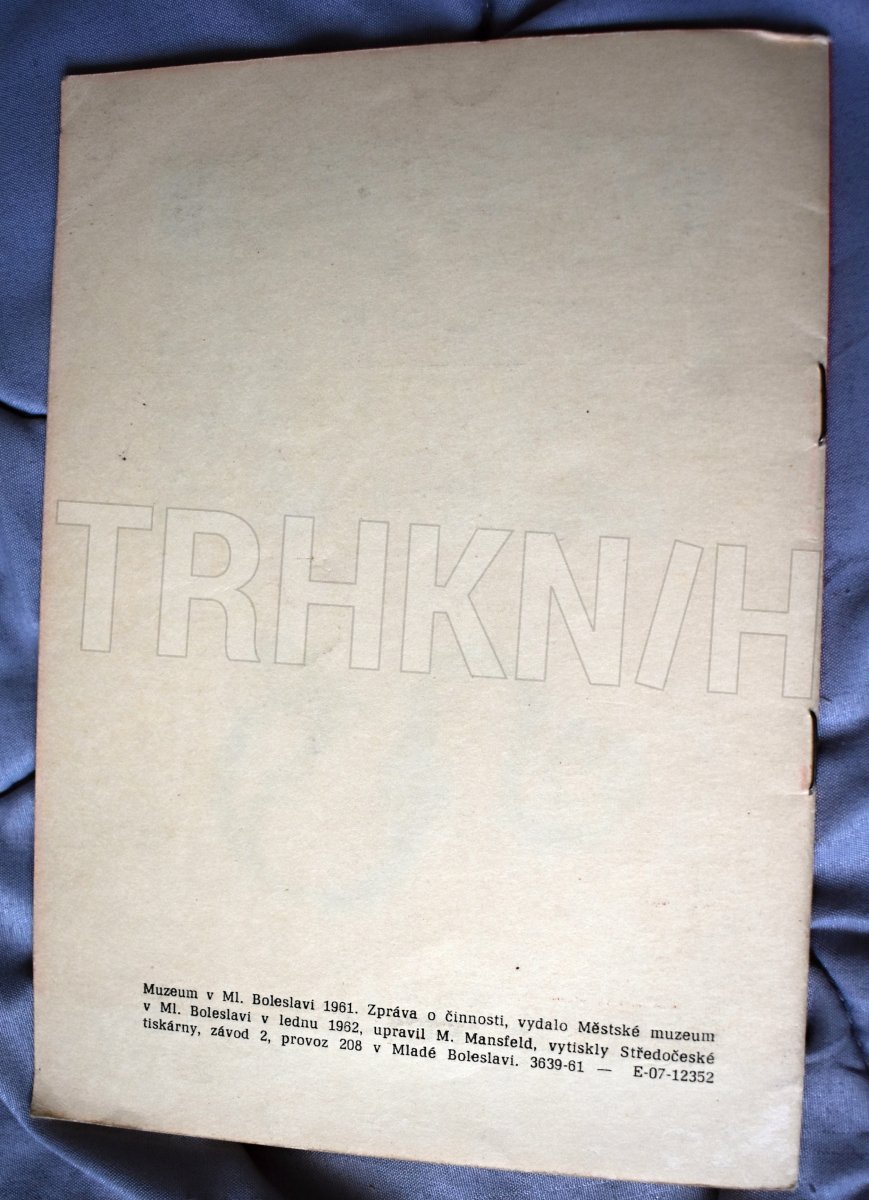 TRHKN/H
Muzeum v Ml. Boleslavi 1961. Zpráva o činnosti, vydalo Městské muzeum
v Ml. Boleslavi v lednu 1962, upravil M. Mansfeld, vytiskly Středočeské
tiskárny, závod 2, provoz 208 v Mladé Boleslavi. 3639-61 — E-07-12352